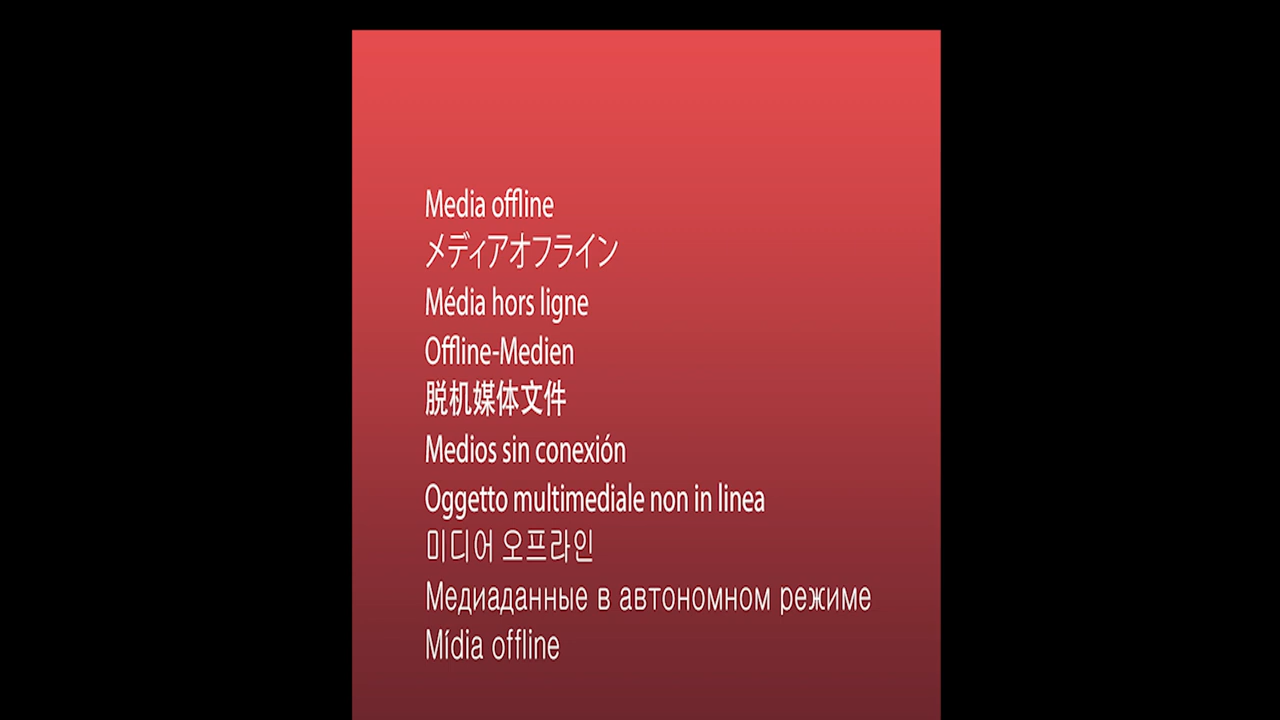 Media offline
メディアオフライン
Média hors ligne
Offline-Medien
脱机媒体文件
Medios sin conexión
Oggetto multimediale non in linea
미디어 오프라인
Медиаданные в автономном режиме
Mídia offline